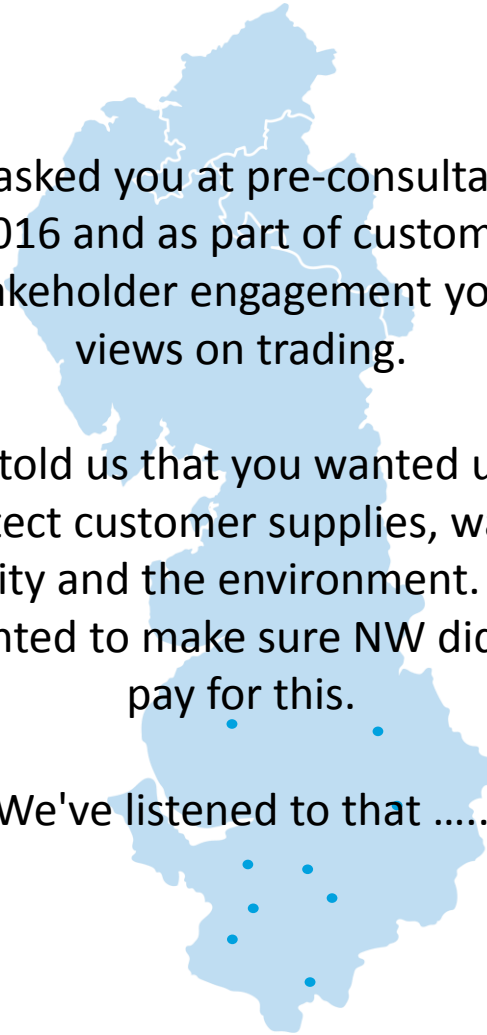 asked you at pre-consulta
016 and as part of custom
akeholder engagement yo
views on trading.
told us that you wanted u
tect customer supplies, wa
ity and the environment.
nted to make sure NW did
pay for this.
We've listened to that .....